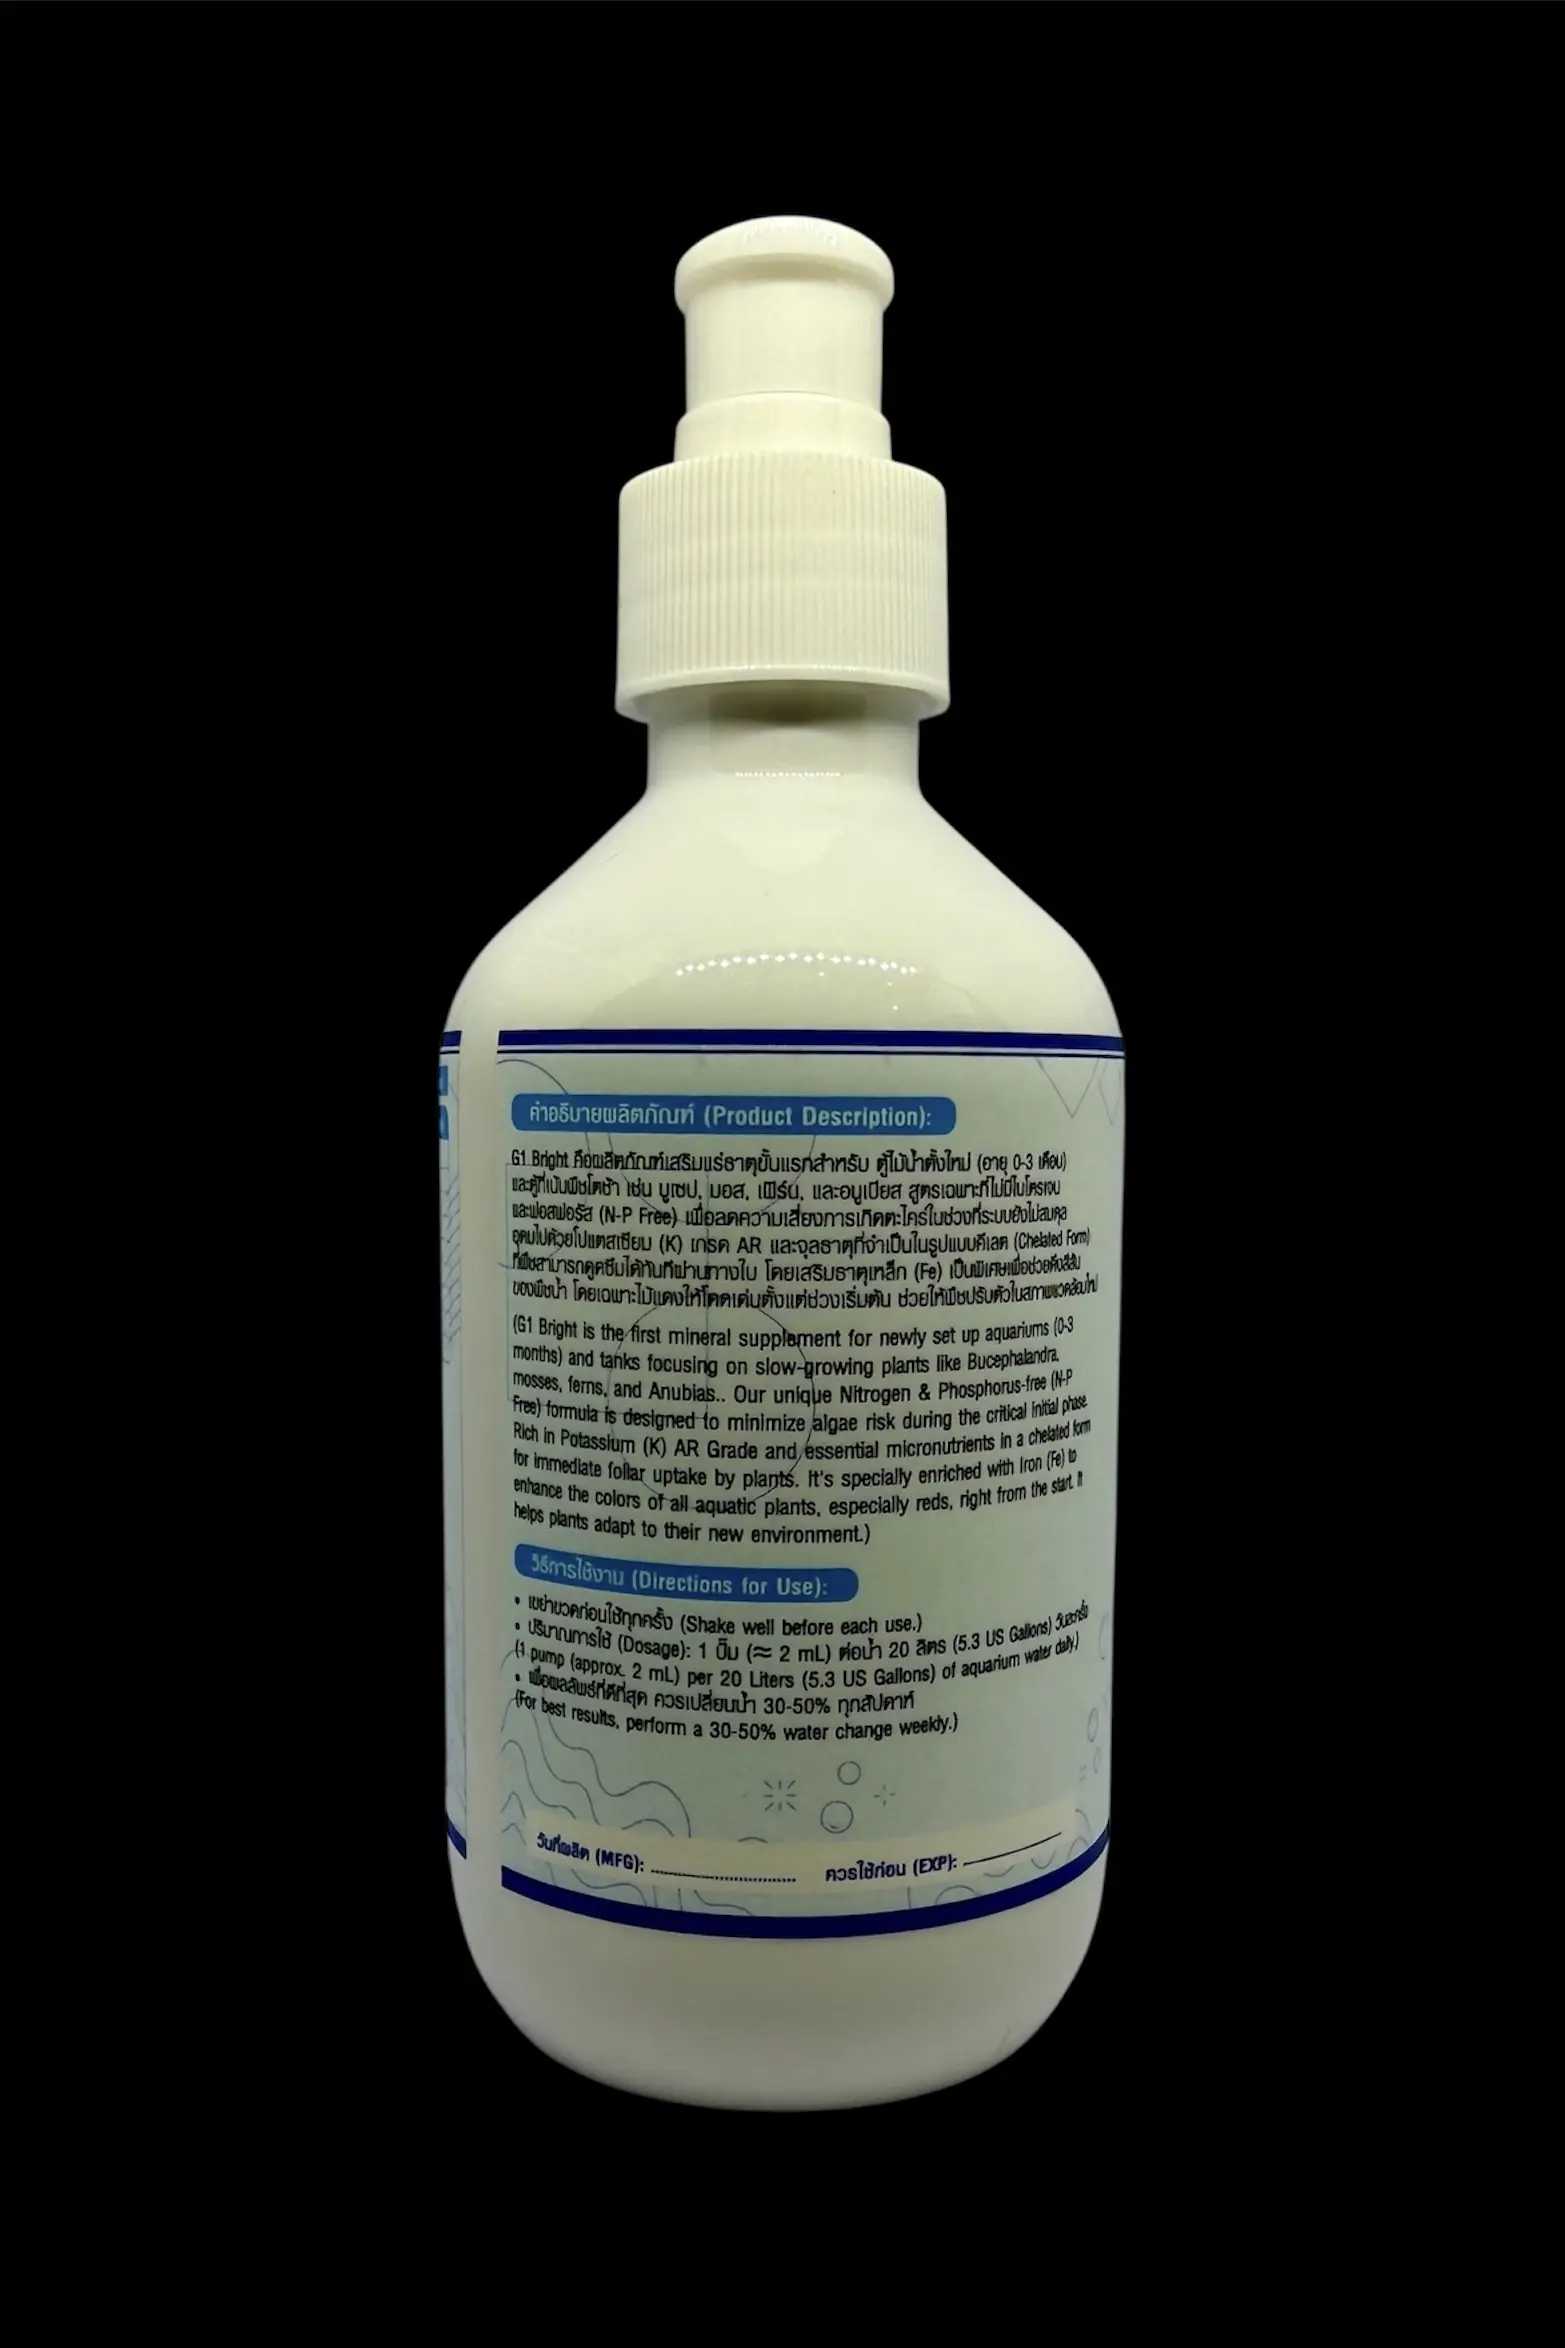 คำอธิบายผลิตภัณฑ์ (Product Description):
G1 Bright คือผลิตภัณฑ์เสริมแร่ธาตุขั้นแรกสำหรับ ตู้ไม้น้ำตั้งใหม่ (อายุ 0-3 เดือน)
และตู้ที่เน้นพืชโตช้า เช่น บูเซป, มอส, เฟิร์น, และอนูเบียส สูตรเฉพาะที่ไม่มีไนโตรเจน
และฟอสฟอรัส (N-P Free) เพื่อลดความเสี่ยงการเกิดตะไคร่ในช่วงที่ระบบยังไม่สมดุล
อุดมไปด้วยโปแตสเซียม (K) เกรด AR และจุลธาตุที่จำเป็นในรูปแบบคีเลต (Chelated Form)
ที่พืชสามารถดูดซึมได้ทันทีผ่านทางใบ โดยเสริมธาตุเหล็ก (Fe) เป็นพิเศษเพื่อช่วยดึงสีสัน
ของพืชน้ำ โดยเฉพาะไม้แดงให้โดดเด่นตั้งแต่ช่วงเริ่มต้น ช่วยให้พืชปรับตัวในสภาพแวดล้อมใหม่
(G1 Bright is the first mineral supplement for newly set up aquariums (0-3
months) and tanks focusing on slow-growing plants like Bucephalandra,
mosses, ferns, and Anubias.. Our unique Nitrogen & Phosphorus-free (N-P
Free) formula is designed to minimize algae risk during the critical initial phase.
Rich in Potassium (K) AR Grade and essential micronutrients in a chelated form
for immediate foliar uptake by plants. It's specially enriched with Iron (Fe) to
enhance the colors of all aquatic plants, especially reds, right from the start. It
helps plants adapt to their new environment.)
วิธีการใช้งาน (Directions for Use):
• เขย่าขวดก่อนใช้ทุกครั้ง (Shake well before each use.)
• ปริมาณการใช้ (Dosage): 1 ปั๊ม (≈ 2 mL) ต่อน้ำ 20 ลิตร (5.3 US Gallons) วันละครั้ง
(1 pump (approx. 2 mL) per 20 Liters (5.3 US Gallons) of aquarium water daily.)
• เพื่อผลลัพธ์ที่ดีที่สุด ควรเปลี่ยนน้ำ 30-50% ทุกสัปดาห์
(For best results, perform a 30-50% water change weekly.)
วันที่ผลิต (MFG): ........................ ควรใช้ก่อน (EXP):